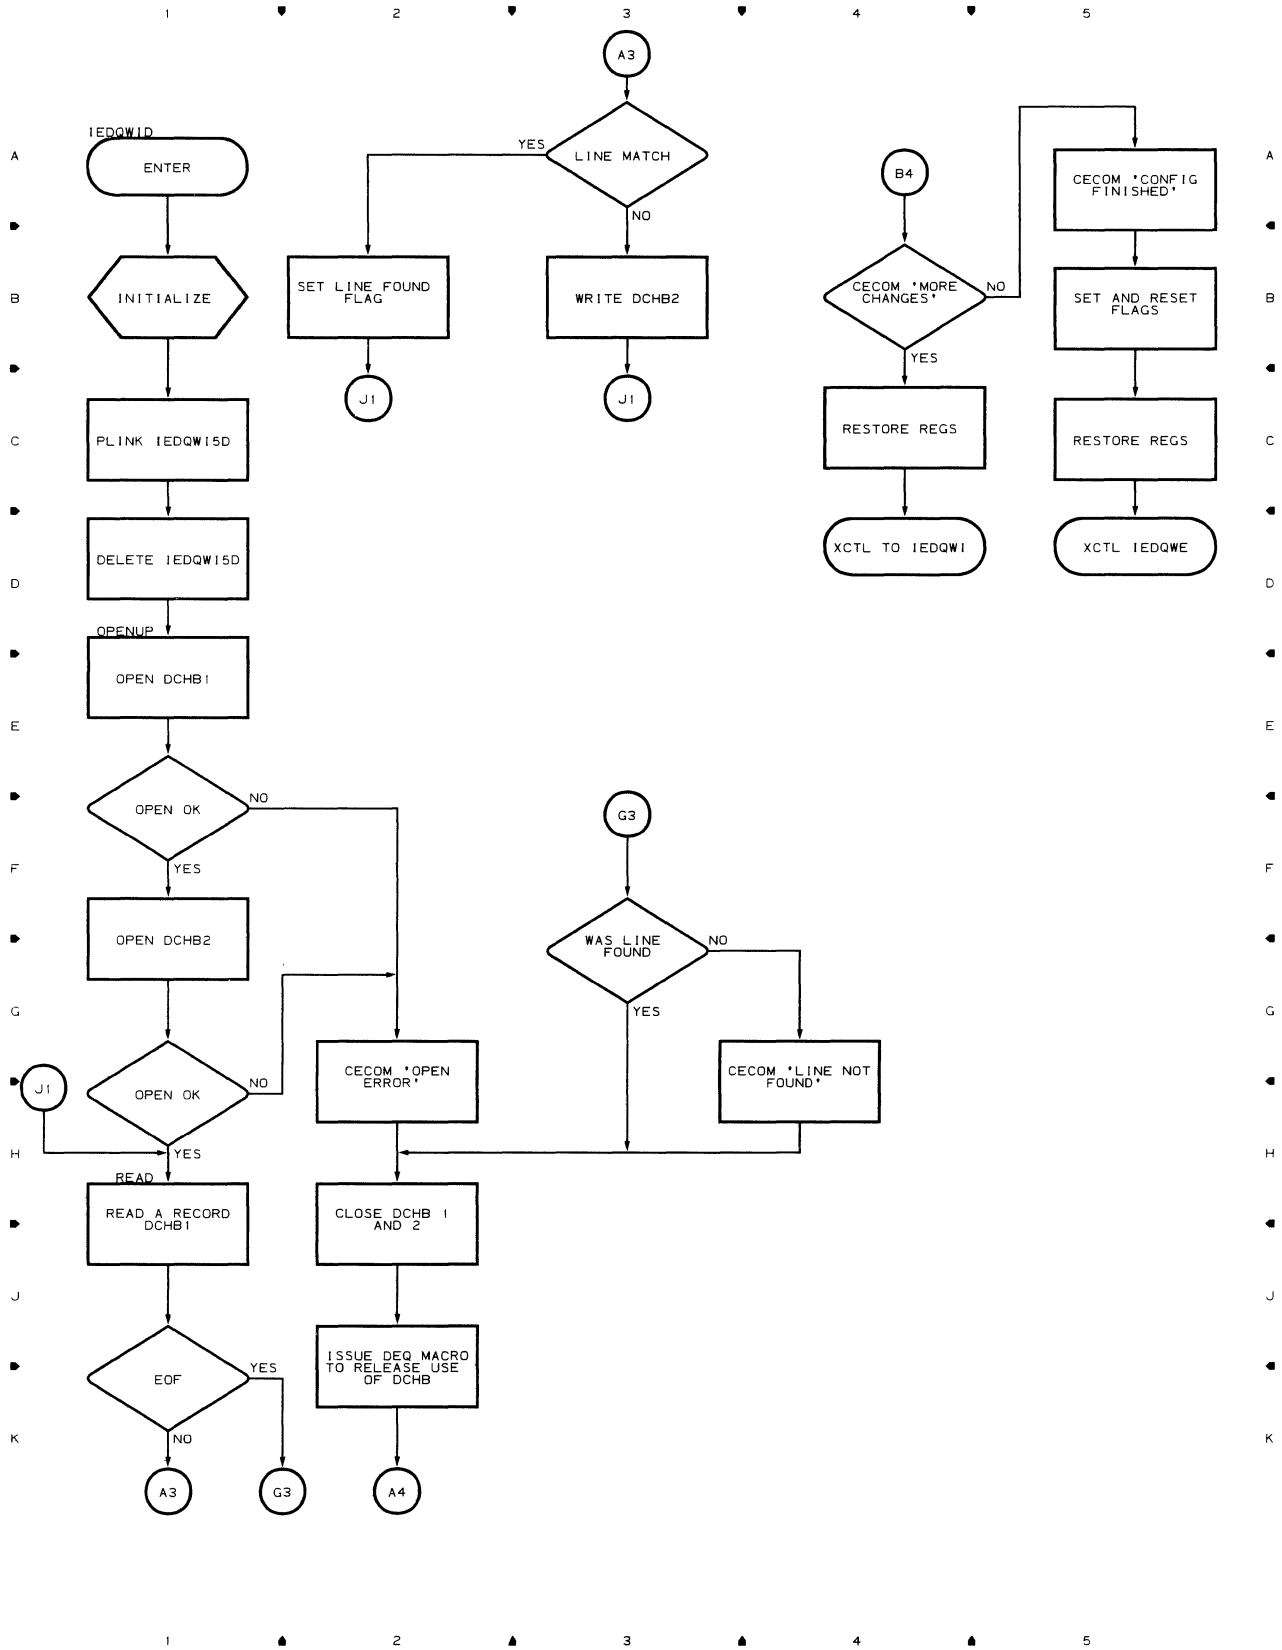 1 2 3 4 5
A3
IEDQWID
ENTER
YES
LINE MATCH
NO
B4
CECOM 'CONFIG
FINISHED'
A
A
INITIALIZE
SET LINE FOUND
FLAG
WRITE DCHB2
CECOM 'MORE
CHANGES'
NO
YES
SET AND RESET
FLAGS
B
B
J1
J1
PLINK IEDQWI5D
RESTORE REGS
RESTORE REGS
C
C
DELETE IEDQWI5D
XCTL TO IEDQWI
XCTL IEDQWE
D
D
OPENUP
OPEN DCHB1
E
E
OPEN OK
NO
YES
G3
F
F
OPEN DCHB2
WAS LINE
FOUND
NO
YES
G
G
J1
OPEN OK
NO
YES
CECOM 'OPEN
ERROR'
CECOM 'LINE NOT
FOUND'
H
H
READ
READ A RECORD
DCHB1
CLOSE DCHB 1
AND 2
J
J
EOF
YES
NO
ISSUE DEQ MACRO
TO RELEASE USE
OF DCHB
K
K
A3
G3
A4
1 2 3 4 5